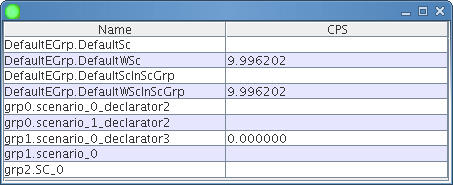 Name CPS
DefaultEGrp.DefaultSc
DefaultEGrp.DefaultWSc 9.996202
DefaultEGrp.DefaultScInScGrp
DefaultEGrp.DefaultWScInScGrp 9.996202
grp0.scenario_0_declarator2
grp0.scenario_1_declarator2
grp1.scenario_0_declarator3 0.000000
grp1.scenario_0
grp2.SC_0